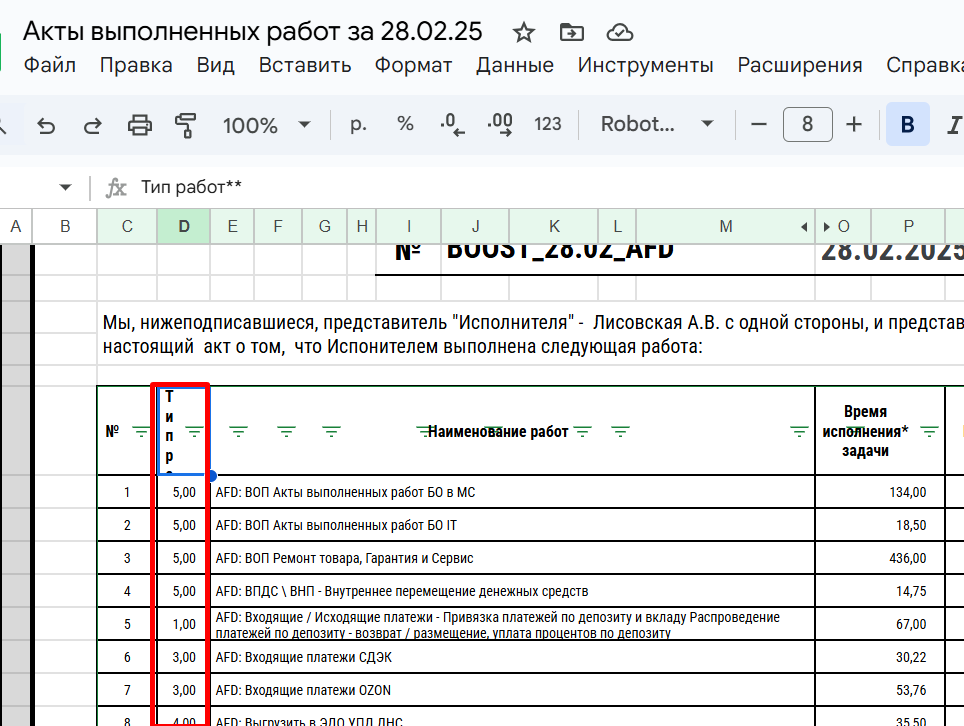 Акты выполненных работ за 28.02.25
Файл Правка Вид Вставить Формат Данные Инструменты Расширения Справка
100% р. % .0 .00 123 Robot... − 8 + B I
fx Тип работ**
A B C D E F G H I J K L M O P
№ BOOST_28.02_AFD 28.02.2025
Мы, нижеподписавшиеся, представитель "Исполнителя" - Лисовская А.В. с одной стороны, и представ
настоящий акт о том, что Испонителем выполнена следующая работа:
№ Тип р Наименование работ Время
исполнения*
задачи
1 5,00 AFD: ВОП Акты выполненных работ БО в МС 134,00
2 5,00 AFD: ВОП Акты выполненных работ БО IT 18,50
3 5,00 AFD: ВОП Ремонт товара, Гарантия и Сервис 436,00
4 5,00 AFD: ВПДС \ ВНП - Внутреннее перемещение денежных средств 14,75
5 1,00 AFD: Входящие / Исходящие платежи - Привязка платежей по депозиту и вкладу Распроведение 67,00
платежей по депозиту - возврат / размещение, уплата процентов по депозиту
6 3,00 AFD: Входящие платежи СДЭК 30,22
7 3,00 AFD: Входящие платежи OZON 53,76
8 4,00 AFD: Выгрузить в ЭДО УПД ДНС 35,50